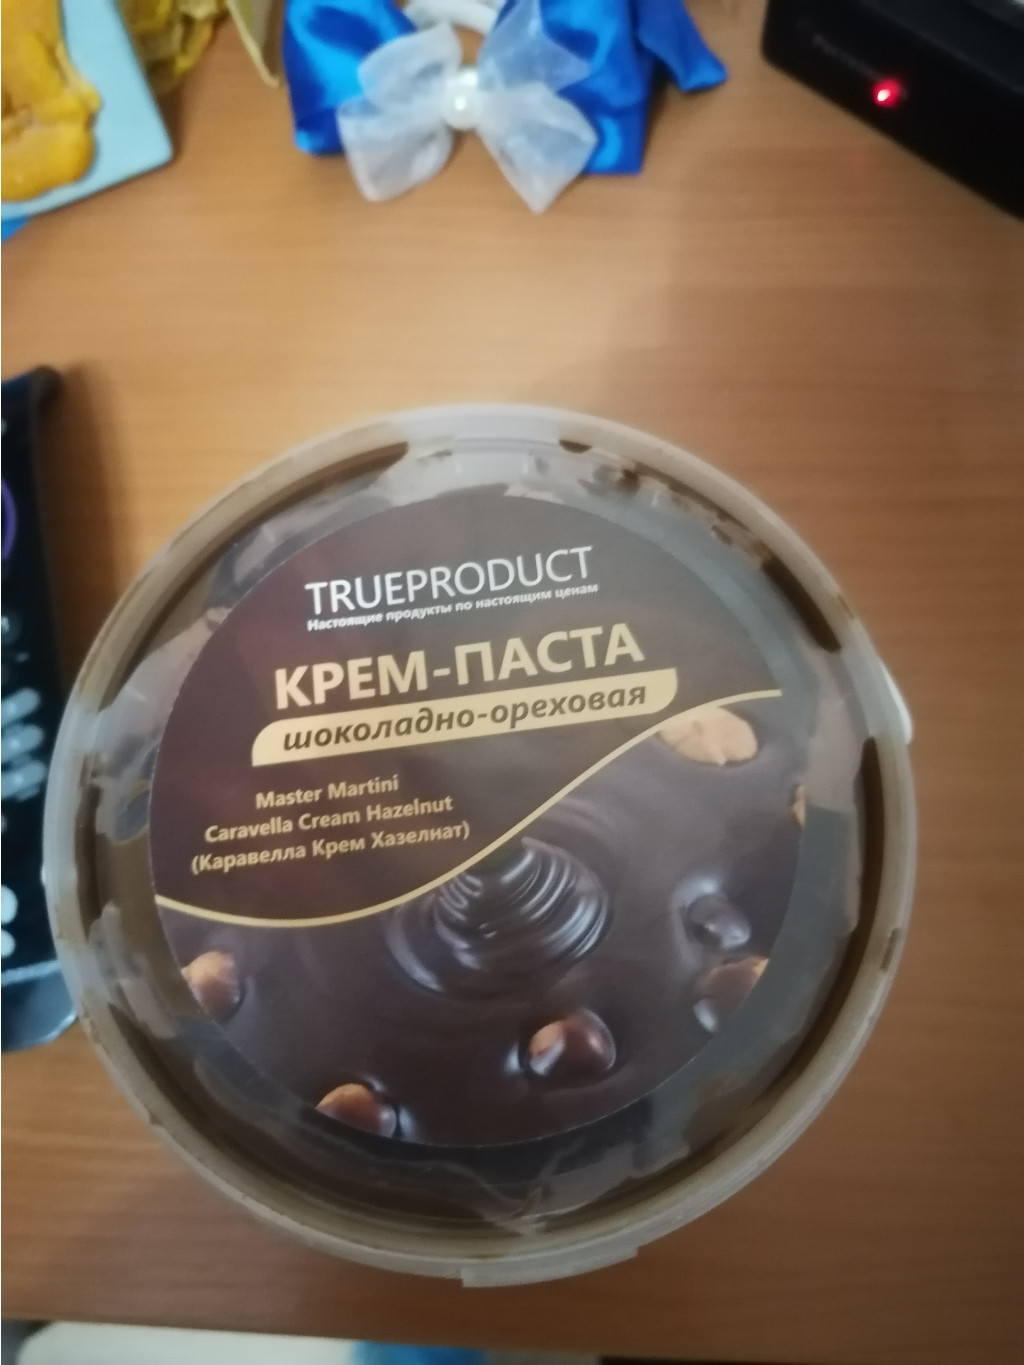 TRUEPRODUCT
Настоящие продукты по настоящим ценам
КРЕМ-ПАСТА
шоколадно-ореховая
Master Martini
Caravella Cream Hazelnut
(Каравелла Крем Хазелнат)